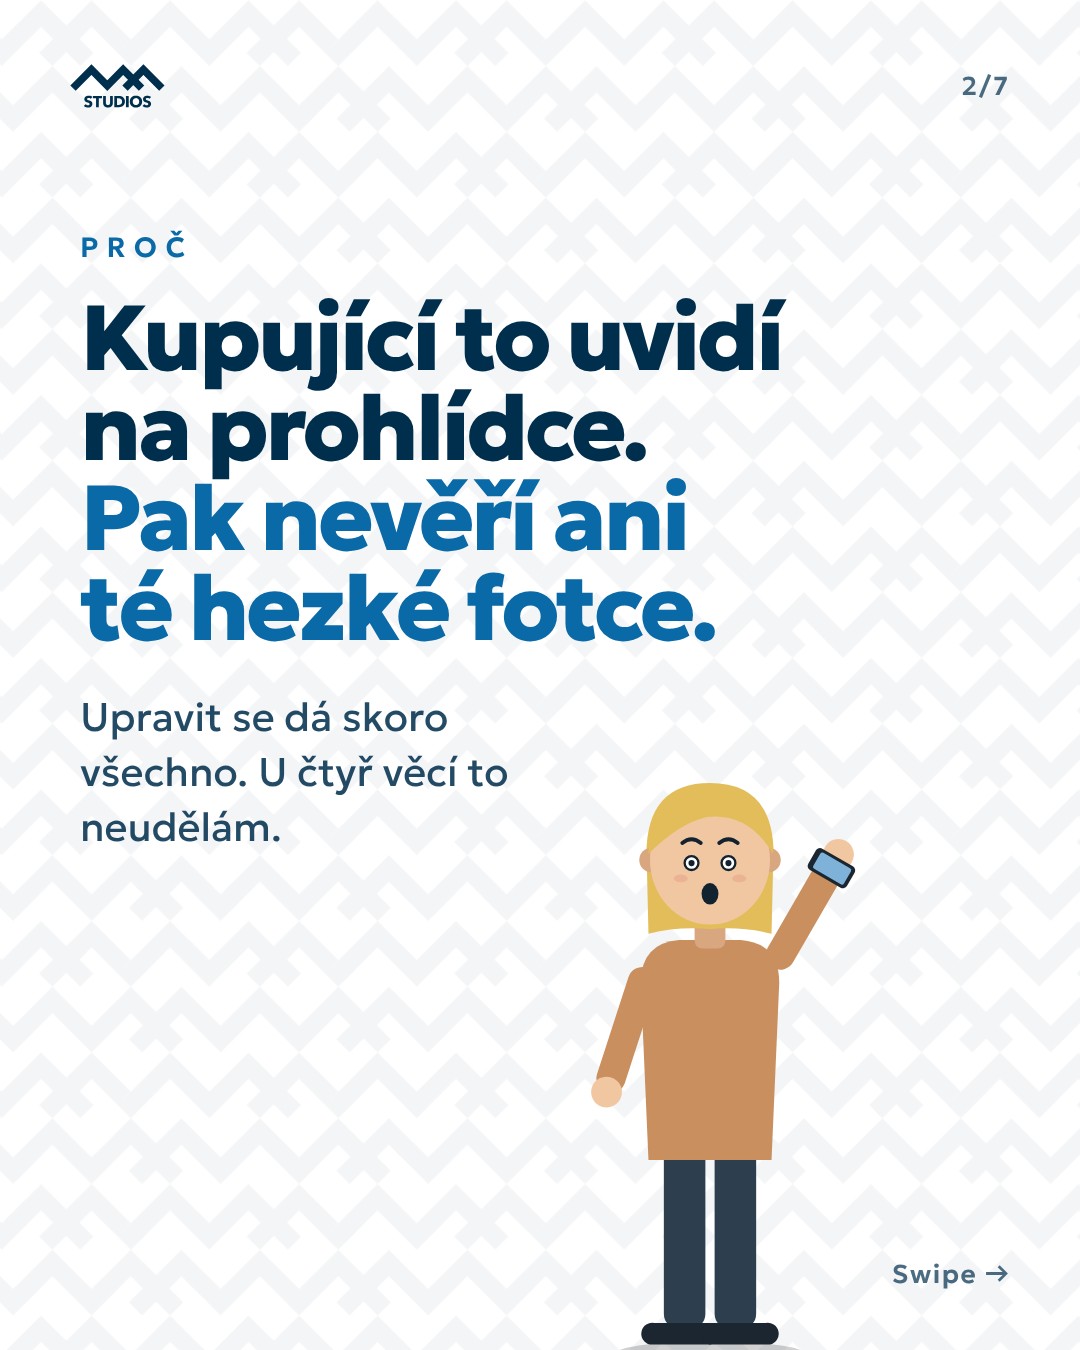 STUDIOS
2/7
PROČ
Kupující to uvidí
na prohlídce.
Pak nevěří ani
té hezké fotce.
Upravit se dá skoro
všechno. U čtyř věcí to
neudělám.
Swipe →